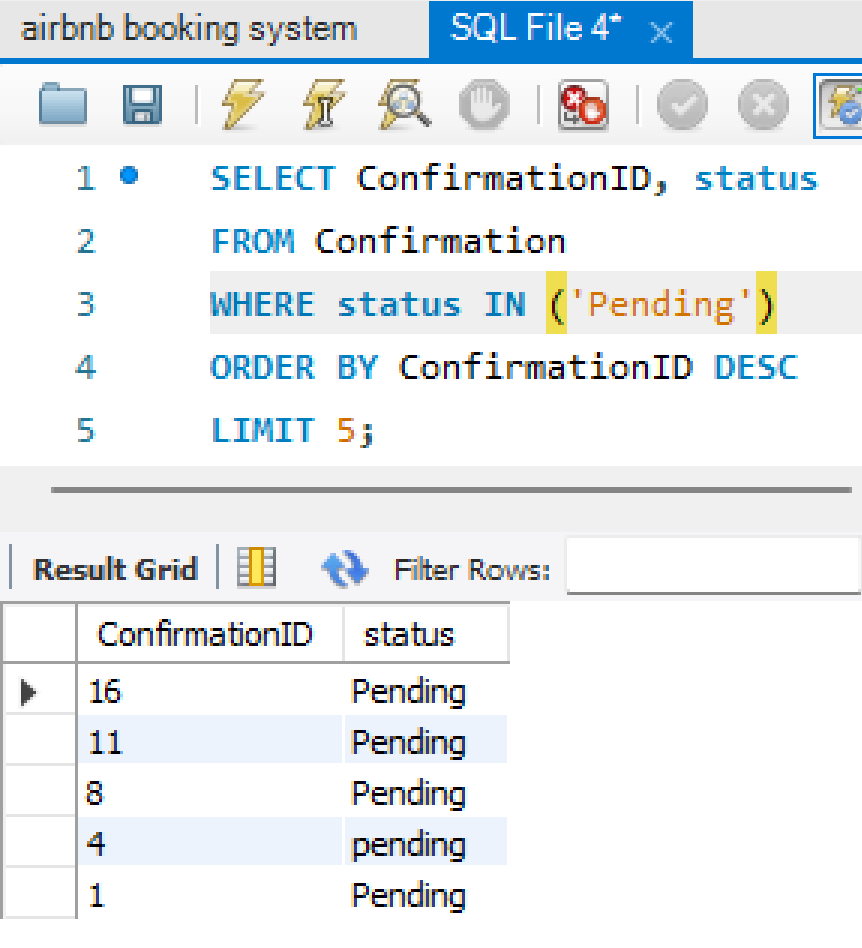 airbnb booking system SQL File 4* ×
1 SELECT ConfirmationID, status
2 FROM Confirmation
3 WHERE status IN ('Pending')
4 ORDER BY ConfirmationID DESC
5 LIMIT 5;
Result Grid Filter Rows:
ConfirmationID status
16 Pending
11 Pending
8 Pending
4 pending
1 Pending